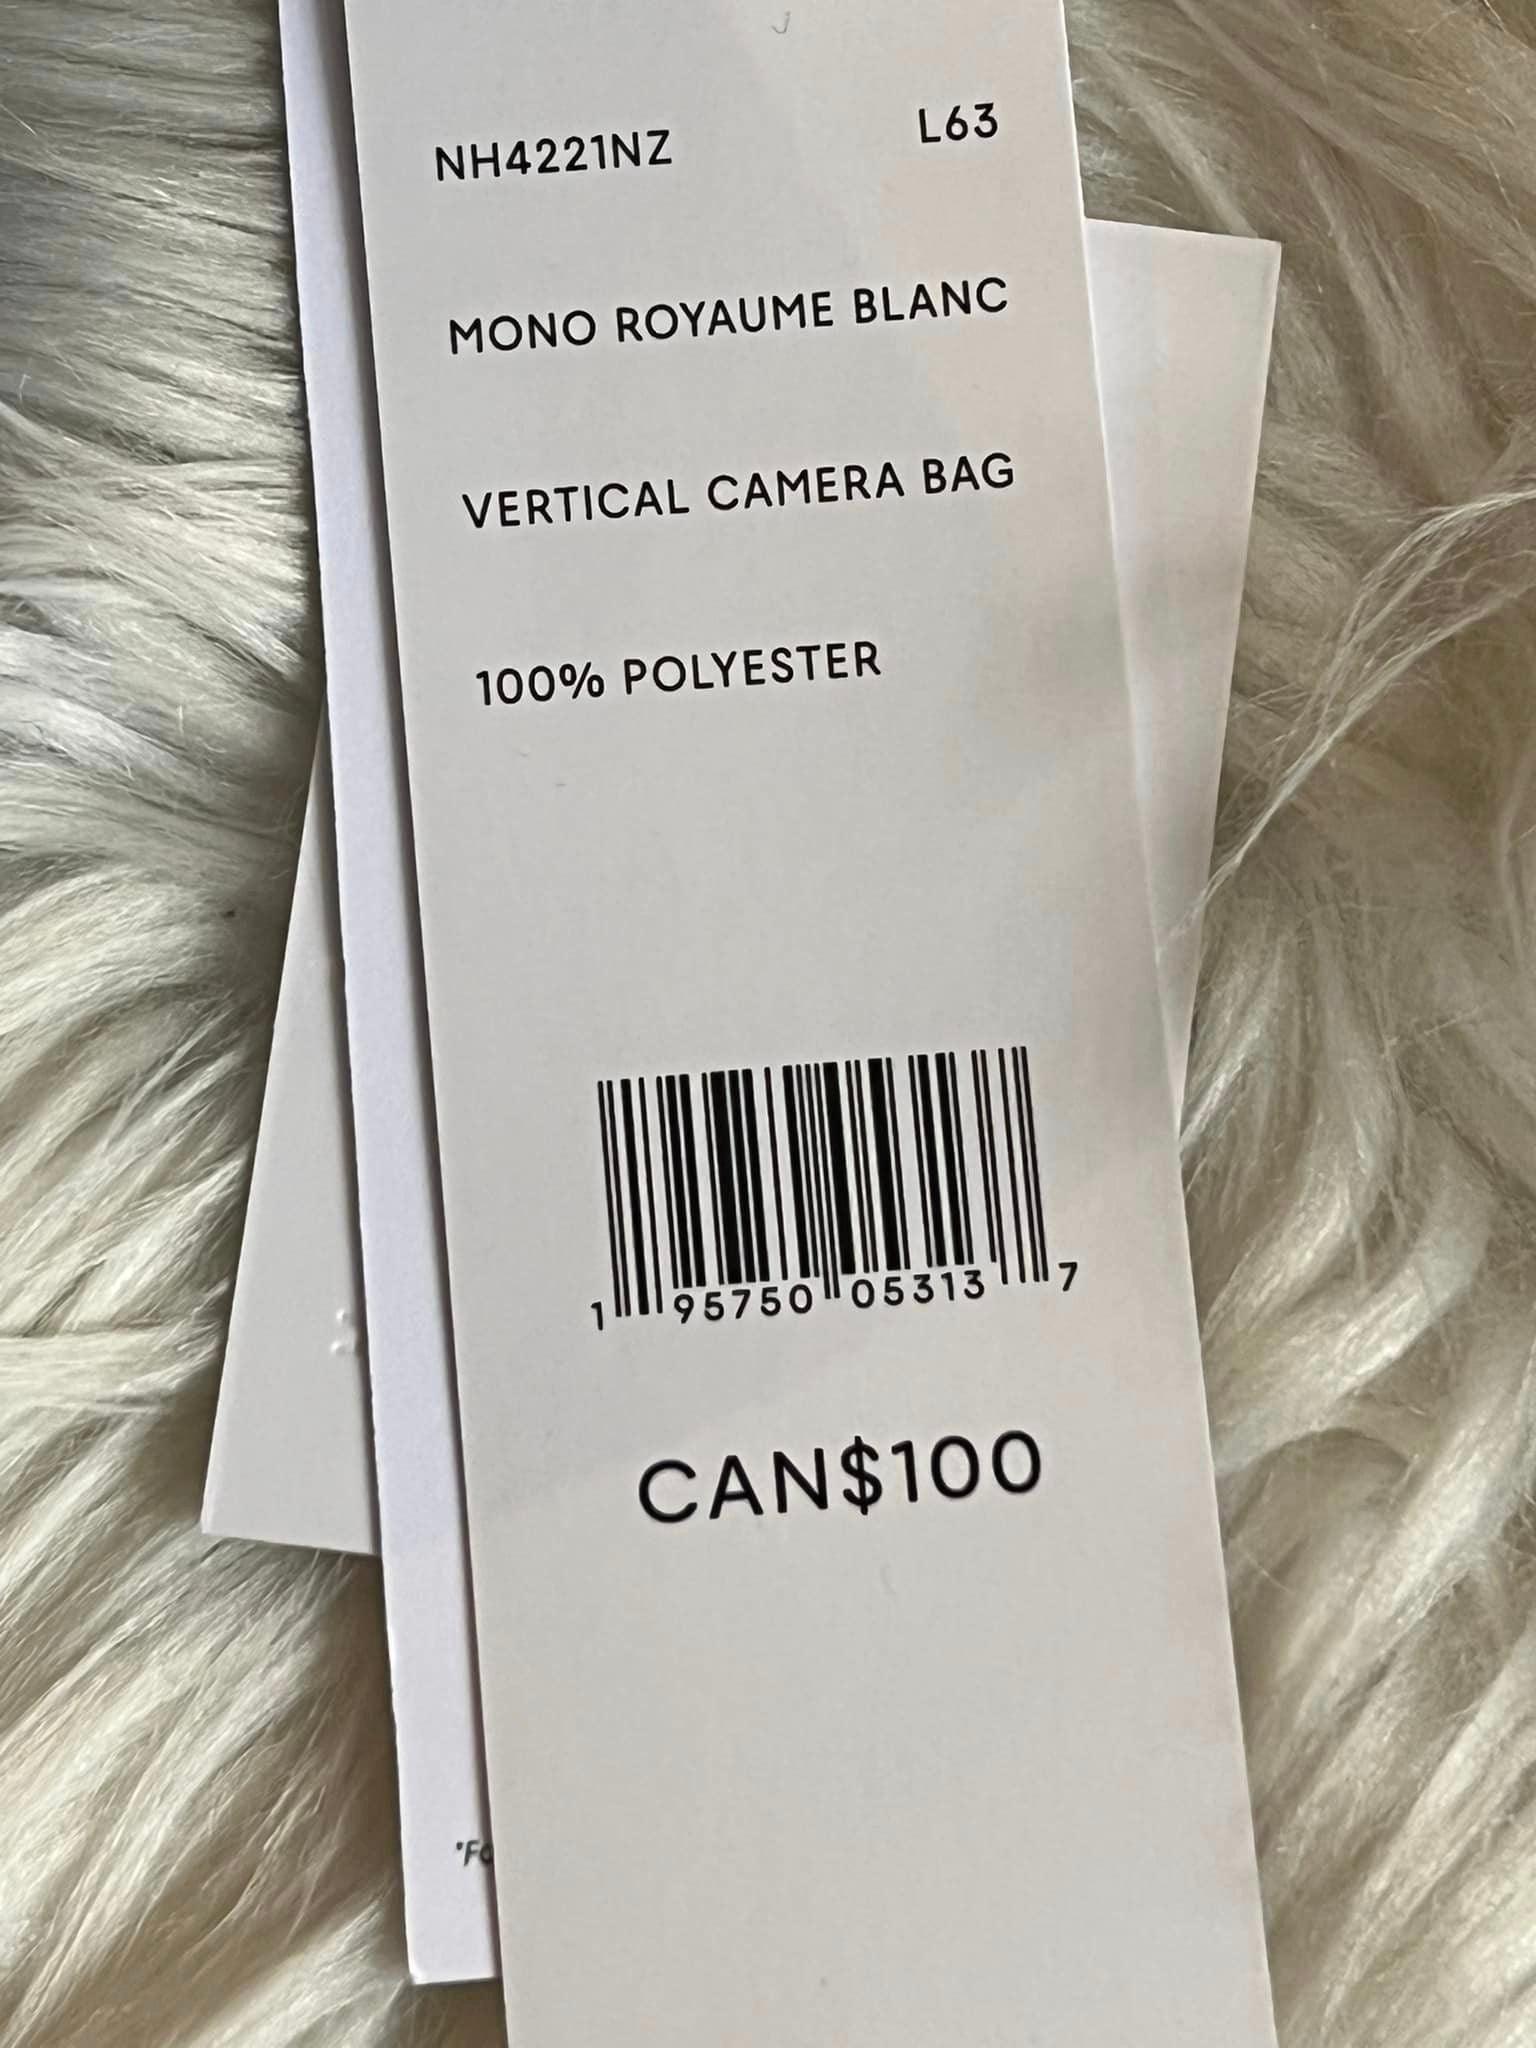 NH4221NZ L63
MONO ROYAUME BLANC
VERTICAL CAMERA BAG
100% POLYESTER
1 95750 05313 7
CAN$100